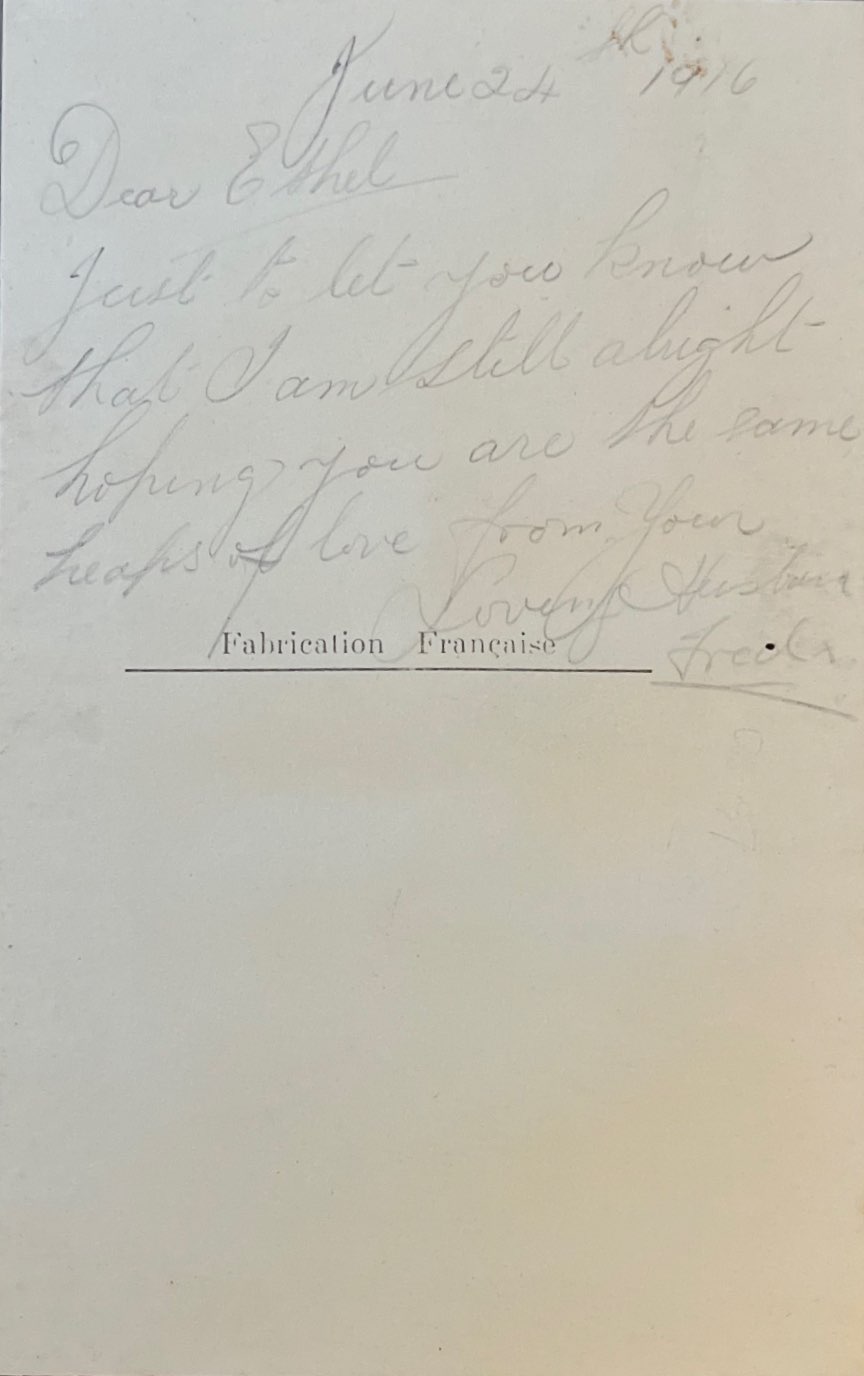 June 24th 1916
Dear Ethel
Just to let you know
that I am still alright
hoping you are the same
heaps of love from Your
Loving Husband
Fred
Fabrication Française